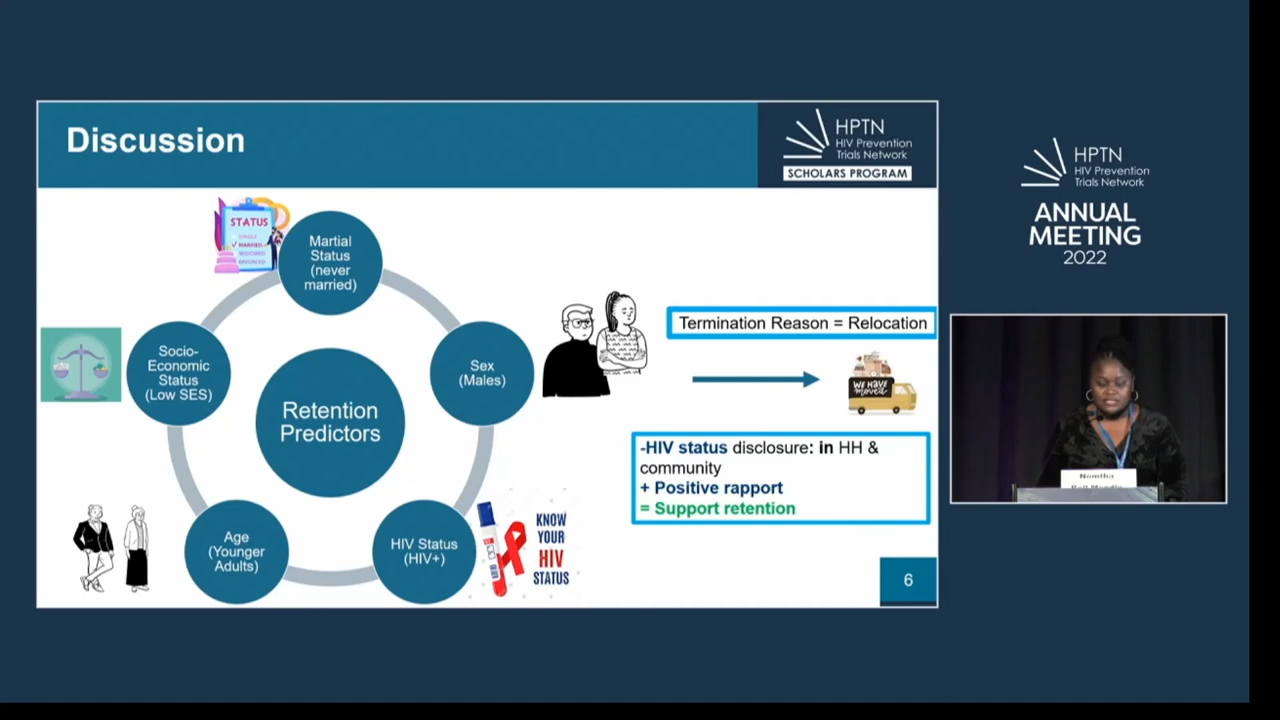 Discussion
HPTN
HIV Prevention
Trials Network
SCHOLARS PROGRAM
STATUS
MARRIED
WIDOWED
DIVORCED
Martial
Status
(never
married)
Socio-
Economic
Status
(Low SES)
Sex
(Males)
Retention
Predictors
Age
(Younger
Adults)
HIV Status
(HIV+)
KNOW
YOUR
HIV
STATUS
Termination Reason = Relocation
WE HAVE
moved
-HIV status disclosure: in HH &
community
+ Positive rapport
= Support retention
6
HPTN
HIV Prevention
Trials Network
ANNUAL
MEETING
2022